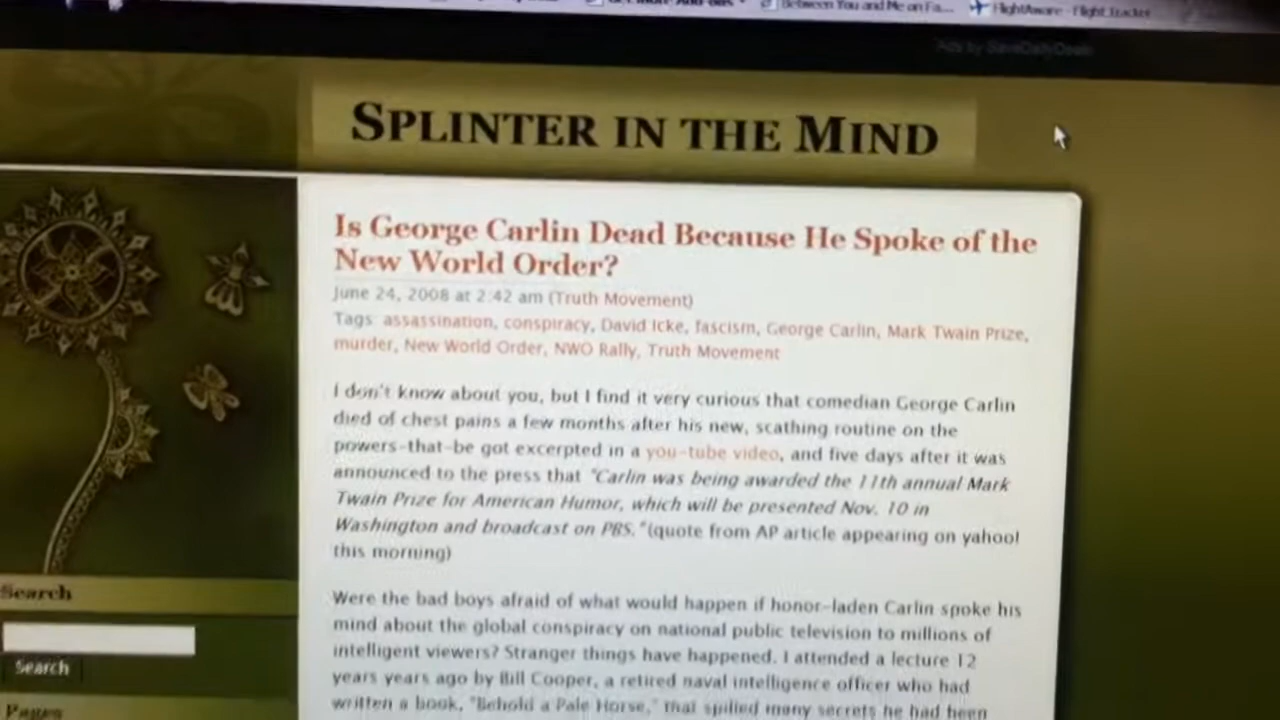 Between You and Me on Fa...
FlightAware - Flight Tracker
Ads by SaveDailyDeals
SPLINTER IN THE MIND
Is George Carlin Dead Because He Spoke of the
New World Order?
June 24, 2008 at 2:42 am (Truth Movement)
Tags: assassination, conspiracy, David Icke, fascism, George Carlin, Mark Twain Prize,
murder, New World Order, NWO Rally, Truth Movement
I don't know about you, but I find it very curious that comedian George Carlin
died of chest pains a few months after his new, scathing routine on the
powers-that-be got excerpted in a you-tube video, and five days after it was
announced to the press that "Carlin was being awarded the 11th annual Mark
Twain Prize for American Humor, which will be presented Nov. 10 in
Washington and broadcast on PBS." (quote from AP article appearing on yahoo!
this morning)
Were the bad boys afraid of what would happen if honor-laden Carlin spoke his
mind about the global conspiracy on national public television to millions of
intelligent viewers? Stranger things have happened. I attended a lecture 12
years years ago by Bill Cooper, a retired naval intelligence officer who had
written a book, "Behold a Pale Horse," that spilled many secrets he had been
Search
Search
Pages